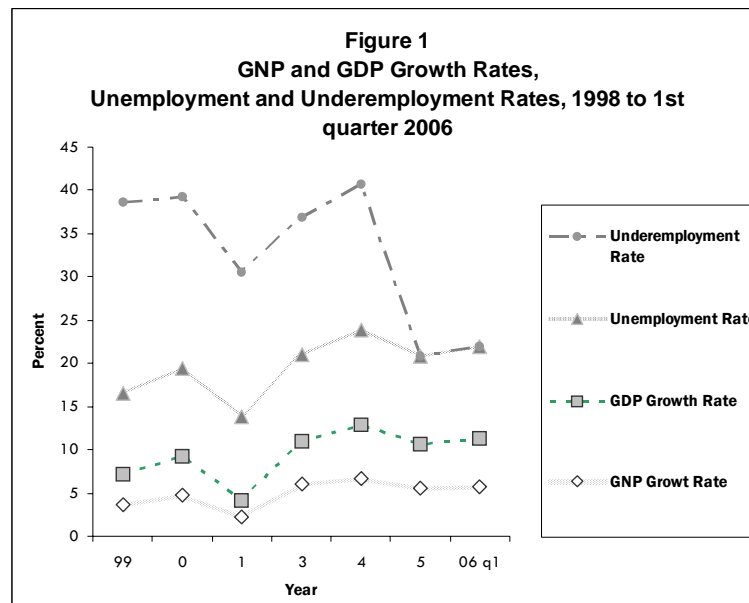 Figure 1
GNP and GDP Growth Rates,
Unemployment and Underemployment Rates, 1998 to 1st
quarter 2006
45
40
35
30
25
20
15
10
5
0
Percent
99 0 1 3 4 5 06 q1
Year
Underemployment
Rate
Unemployment Rate
GDP Growth Rate
GNP Growt Rate